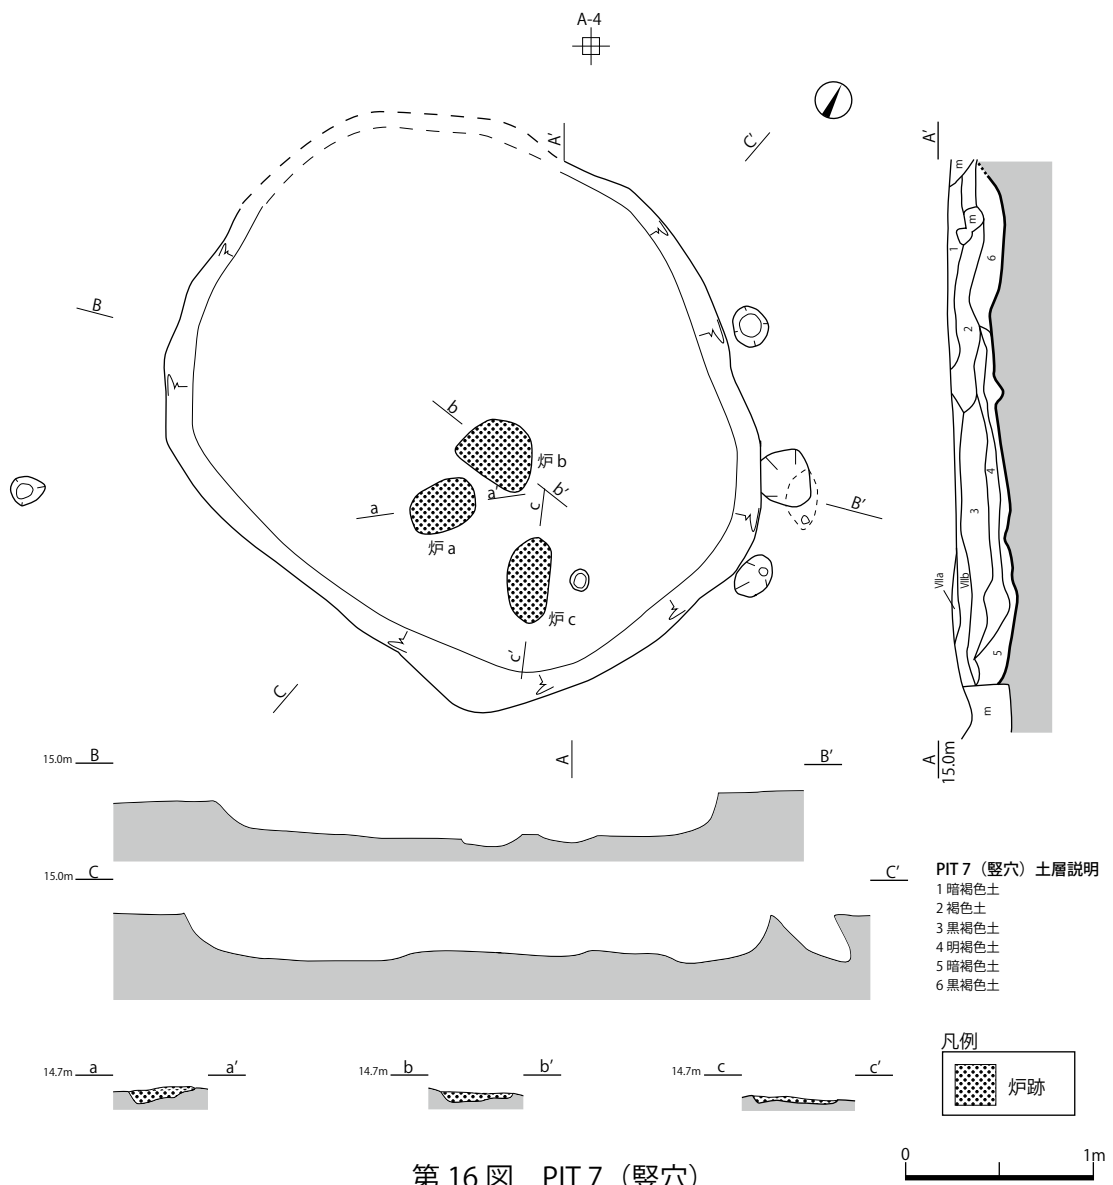 A-4
A'
C'
A'
m
m
1
6
B
2
b
炉 b
a'
b'
a
c
炉 a
B'
4
3
炉 c
VIIa
VIIb
c'
5
C
m
A
A
15.0m
15.0m B
B'
15.0m C
C'
PIT 7（竪穴）土層説明
1 暗褐色土
2 褐色土
3 黒褐色土
4 明褐色土
5 暗褐色土
6 黒褐色土
凡例
炉跡
14.7m a
a'
14.7m b
b'
14.7m c
c'
0
1m
第 16 図　PIT 7（竪穴）